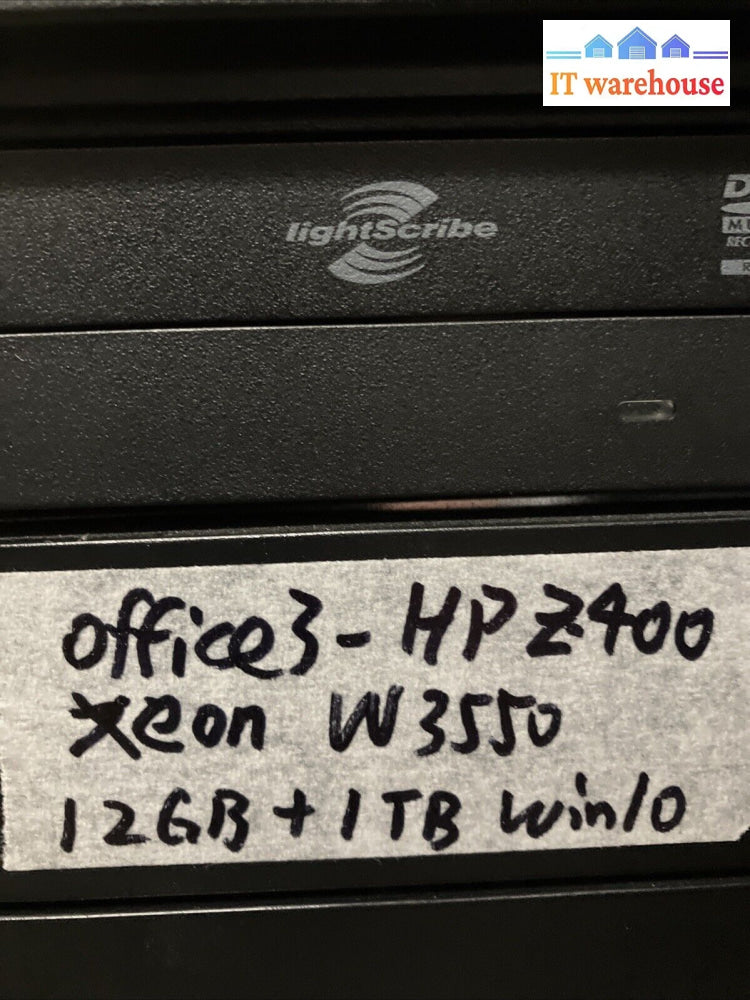 IT warehouse
lightScribe
office3-HP Z400
xeon W3550
12GB + 1TB win10